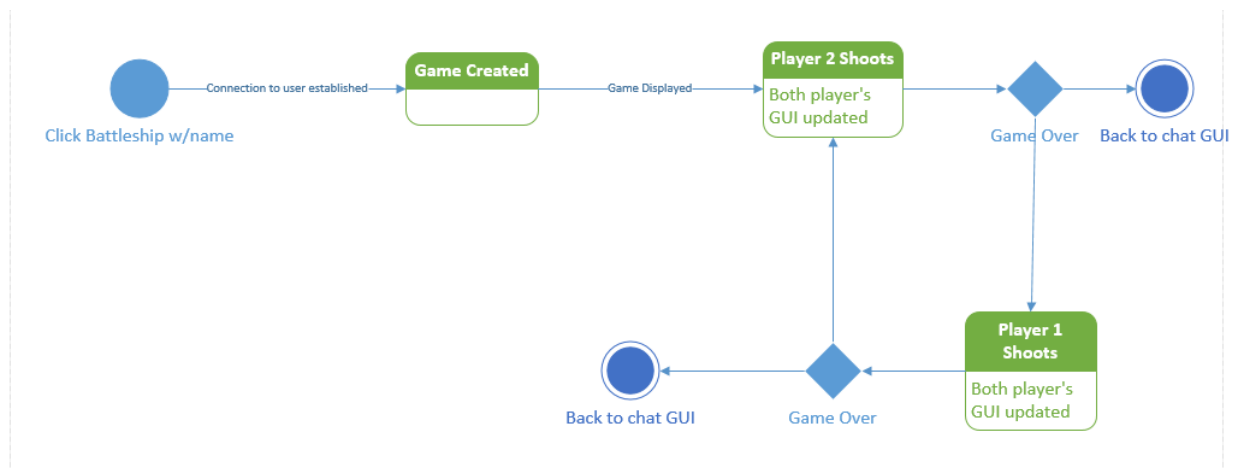 Click Battleship w/name
Connection to user established
Game Created
Game Displayed
Player 2 Shoots
Both player's
GUI updated
Game Over
Back to chat GUI
Player 1
Shoots
Both player's
GUI updated
Game Over
Back to chat GUI